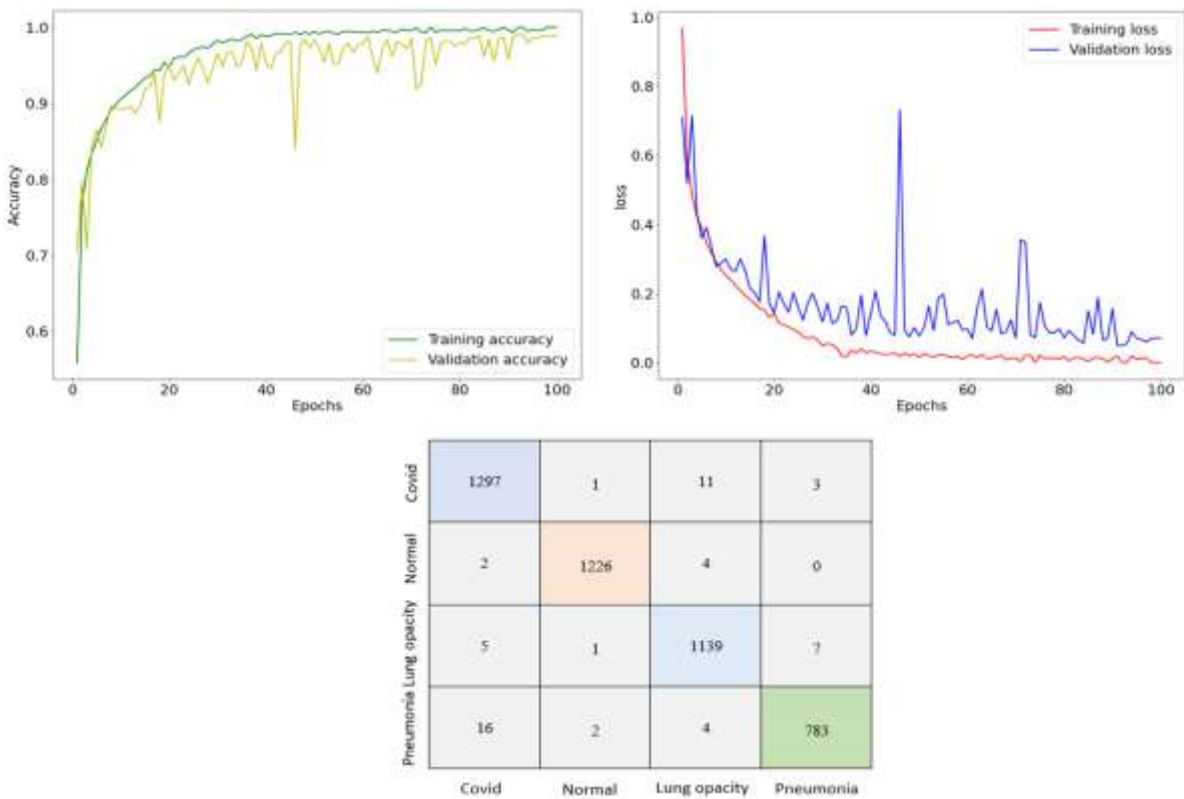 1.0
0.9
0.8
0.7
0.6
Accuracy
Training accuracy
Validation accuracy
0 20 40 60 80 100
Epochs
1.0
0.8
0.6
0.4
0.2
0.0
loss
Training loss
Validation loss
0 20 40 60 80 100
Epochs
Covid 1297 1 11 3
Normal 2 1226 4 0
Lung opacity 5 1 1139 7
Pneumonia 16 2 4 783
Covid Normal Lung opacity Pneumonia